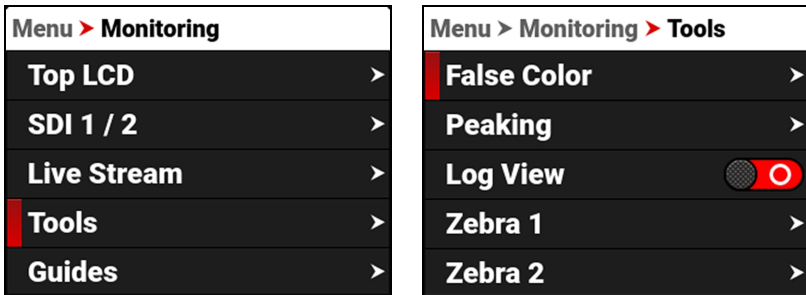 Menu ➤ Monitoring
Top LCD
SDI 1 / 2
Live Stream
Tools
Guides
Menu ➤ Monitoring ➤ Tools
False Color
Peaking
Log View
Zebra 1
Zebra 2